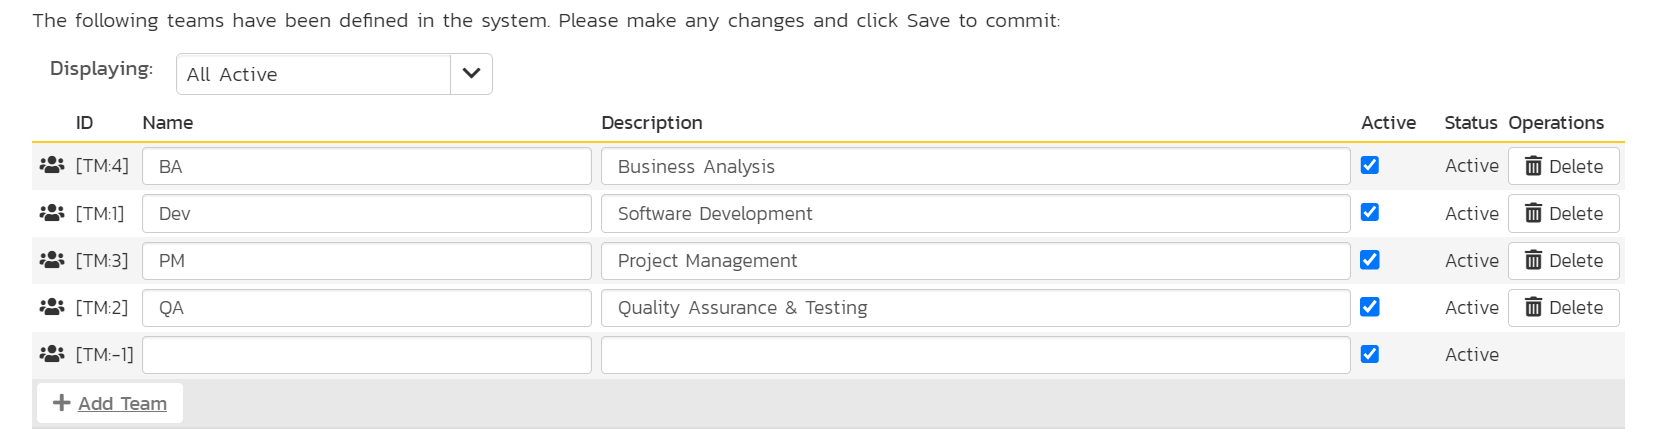 The following teams have been defined in the system. Please make any changes and click Save to commit:
Displaying: All Active
ID Name Description Active Status Operations
[TM:4] BA Business Analysis Active Delete
[TM:1] Dev Software Development Active Delete
[TM:3] PM Project Management Active Delete
[TM:2] QA Quality Assurance & Testing Active Delete
[TM:-1] Active
Add Team